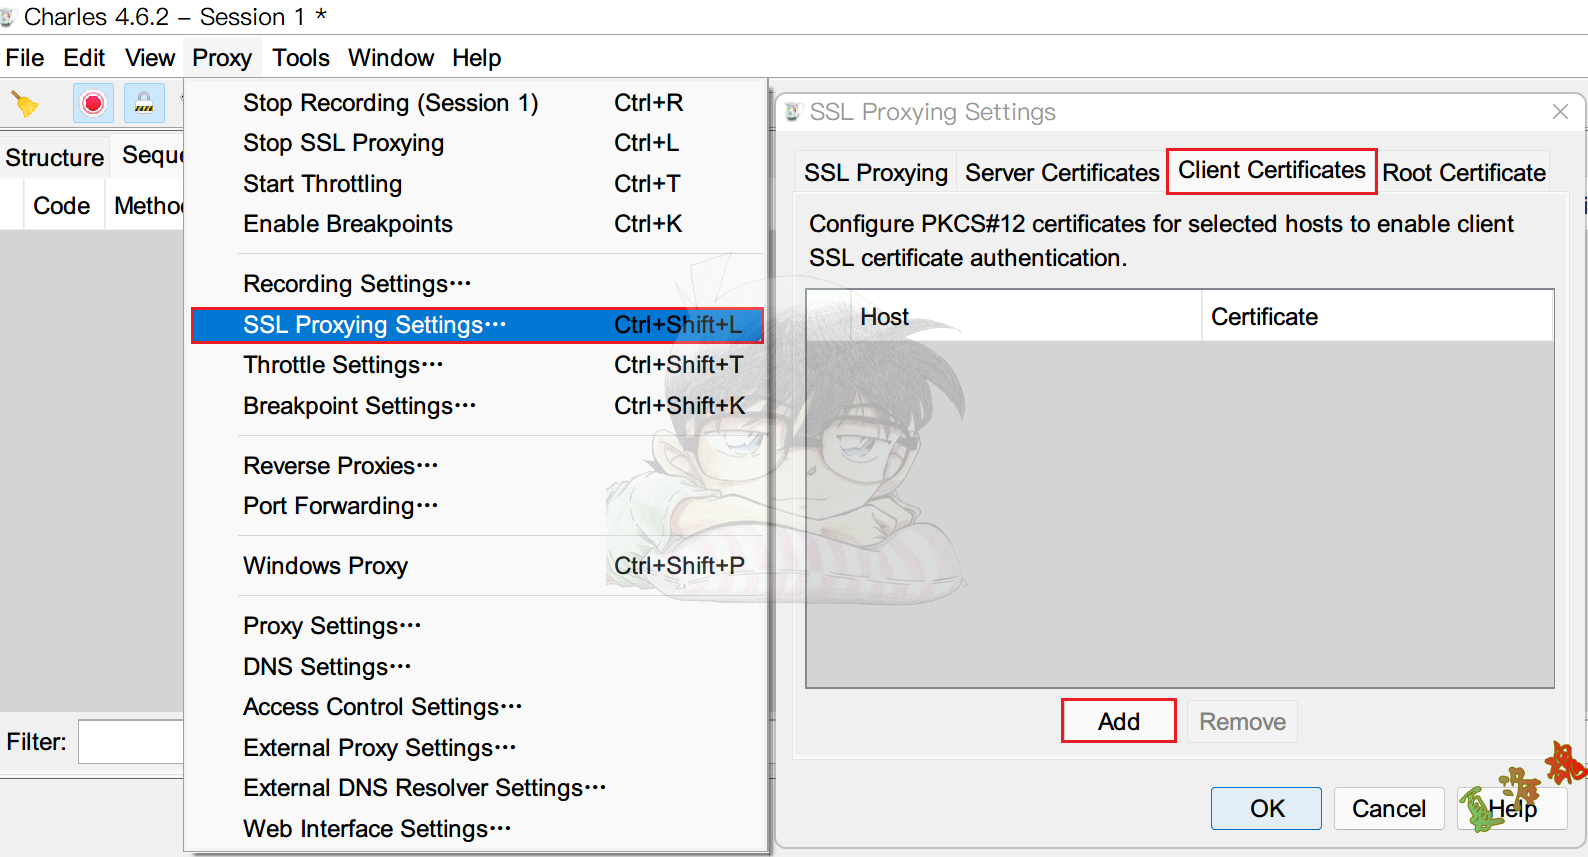 Charles 4.6.2 – Session 1 *
File Edit View Proxy Tools Window Help
Structure
Code
Filter:
Stop Recording (Session 1) Ctrl+R
Stop SSL Proxying Ctrl+L
Start Throttling Ctrl+T
Enable Breakpoints Ctrl+K
Recording Settings…
SSL Proxying Settings… Ctrl+Shift+L
Throttle Settings… Ctrl+Shift+T
Breakpoint Settings… Ctrl+Shift+K
Reverse Proxies…
Port Forwarding…
Windows Proxy Ctrl+Shift+P
Proxy Settings…
DNS Settings…
Access Control Settings…
External Proxy Settings…
External DNS Resolver Settings…
Web Interface Settings…
SSL Proxying Settings
SSL Proxying Server Certificates Client Certificates Root Certificate
Configure PKCS#12 certificates for selected hosts to enable client
SSL certificate authentication.
Host Certificate
Add Remove
OK Cancel Help